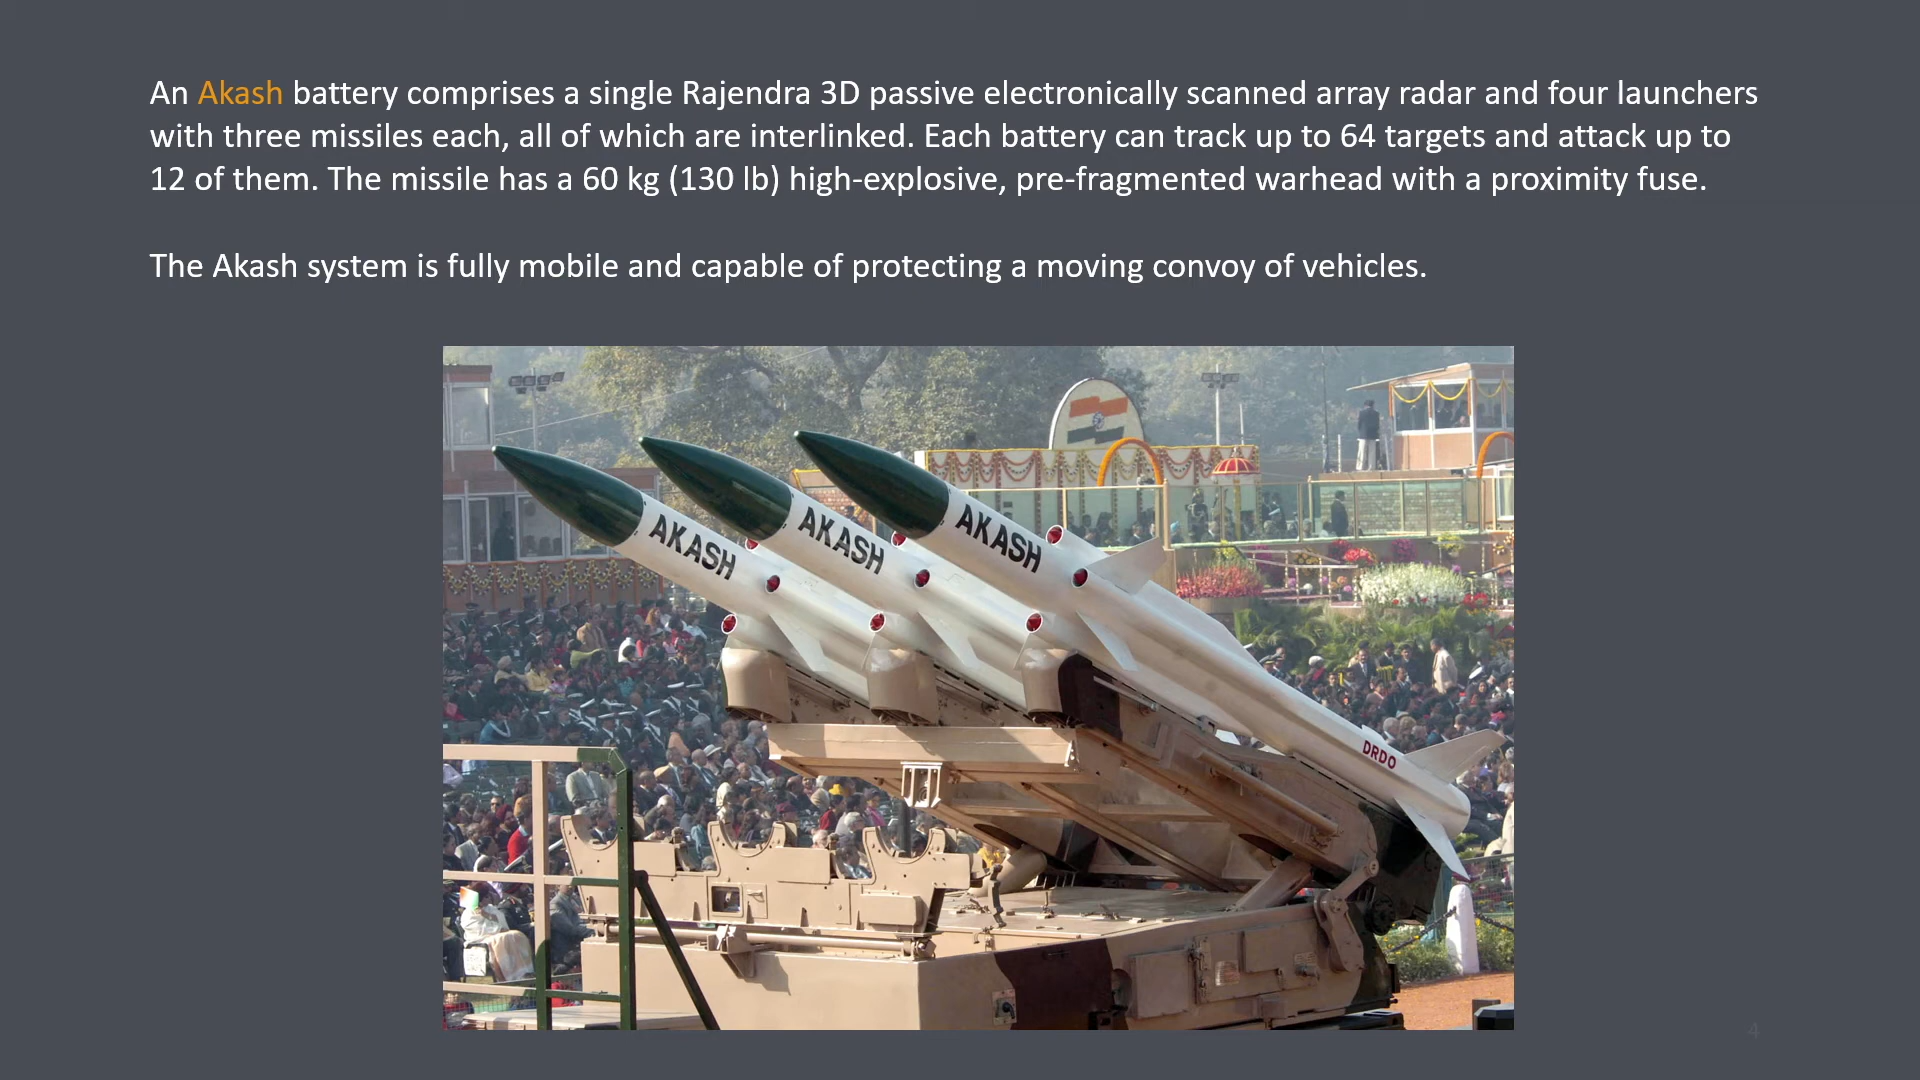 An Akash battery comprises a single Rajendra 3D passive electronically scanned array radar and four launchers
with three missiles each, all of which are interlinked. Each battery can track up to 64 targets and attack up to
12 of them. The missile has a 60 kg (130 lb) high-explosive, pre-fragmented warhead with a proximity fuse.
The Akash system is fully mobile and capable of protecting a moving convoy of vehicles.
AKASH
AKASH
AKASH
DRDO
4